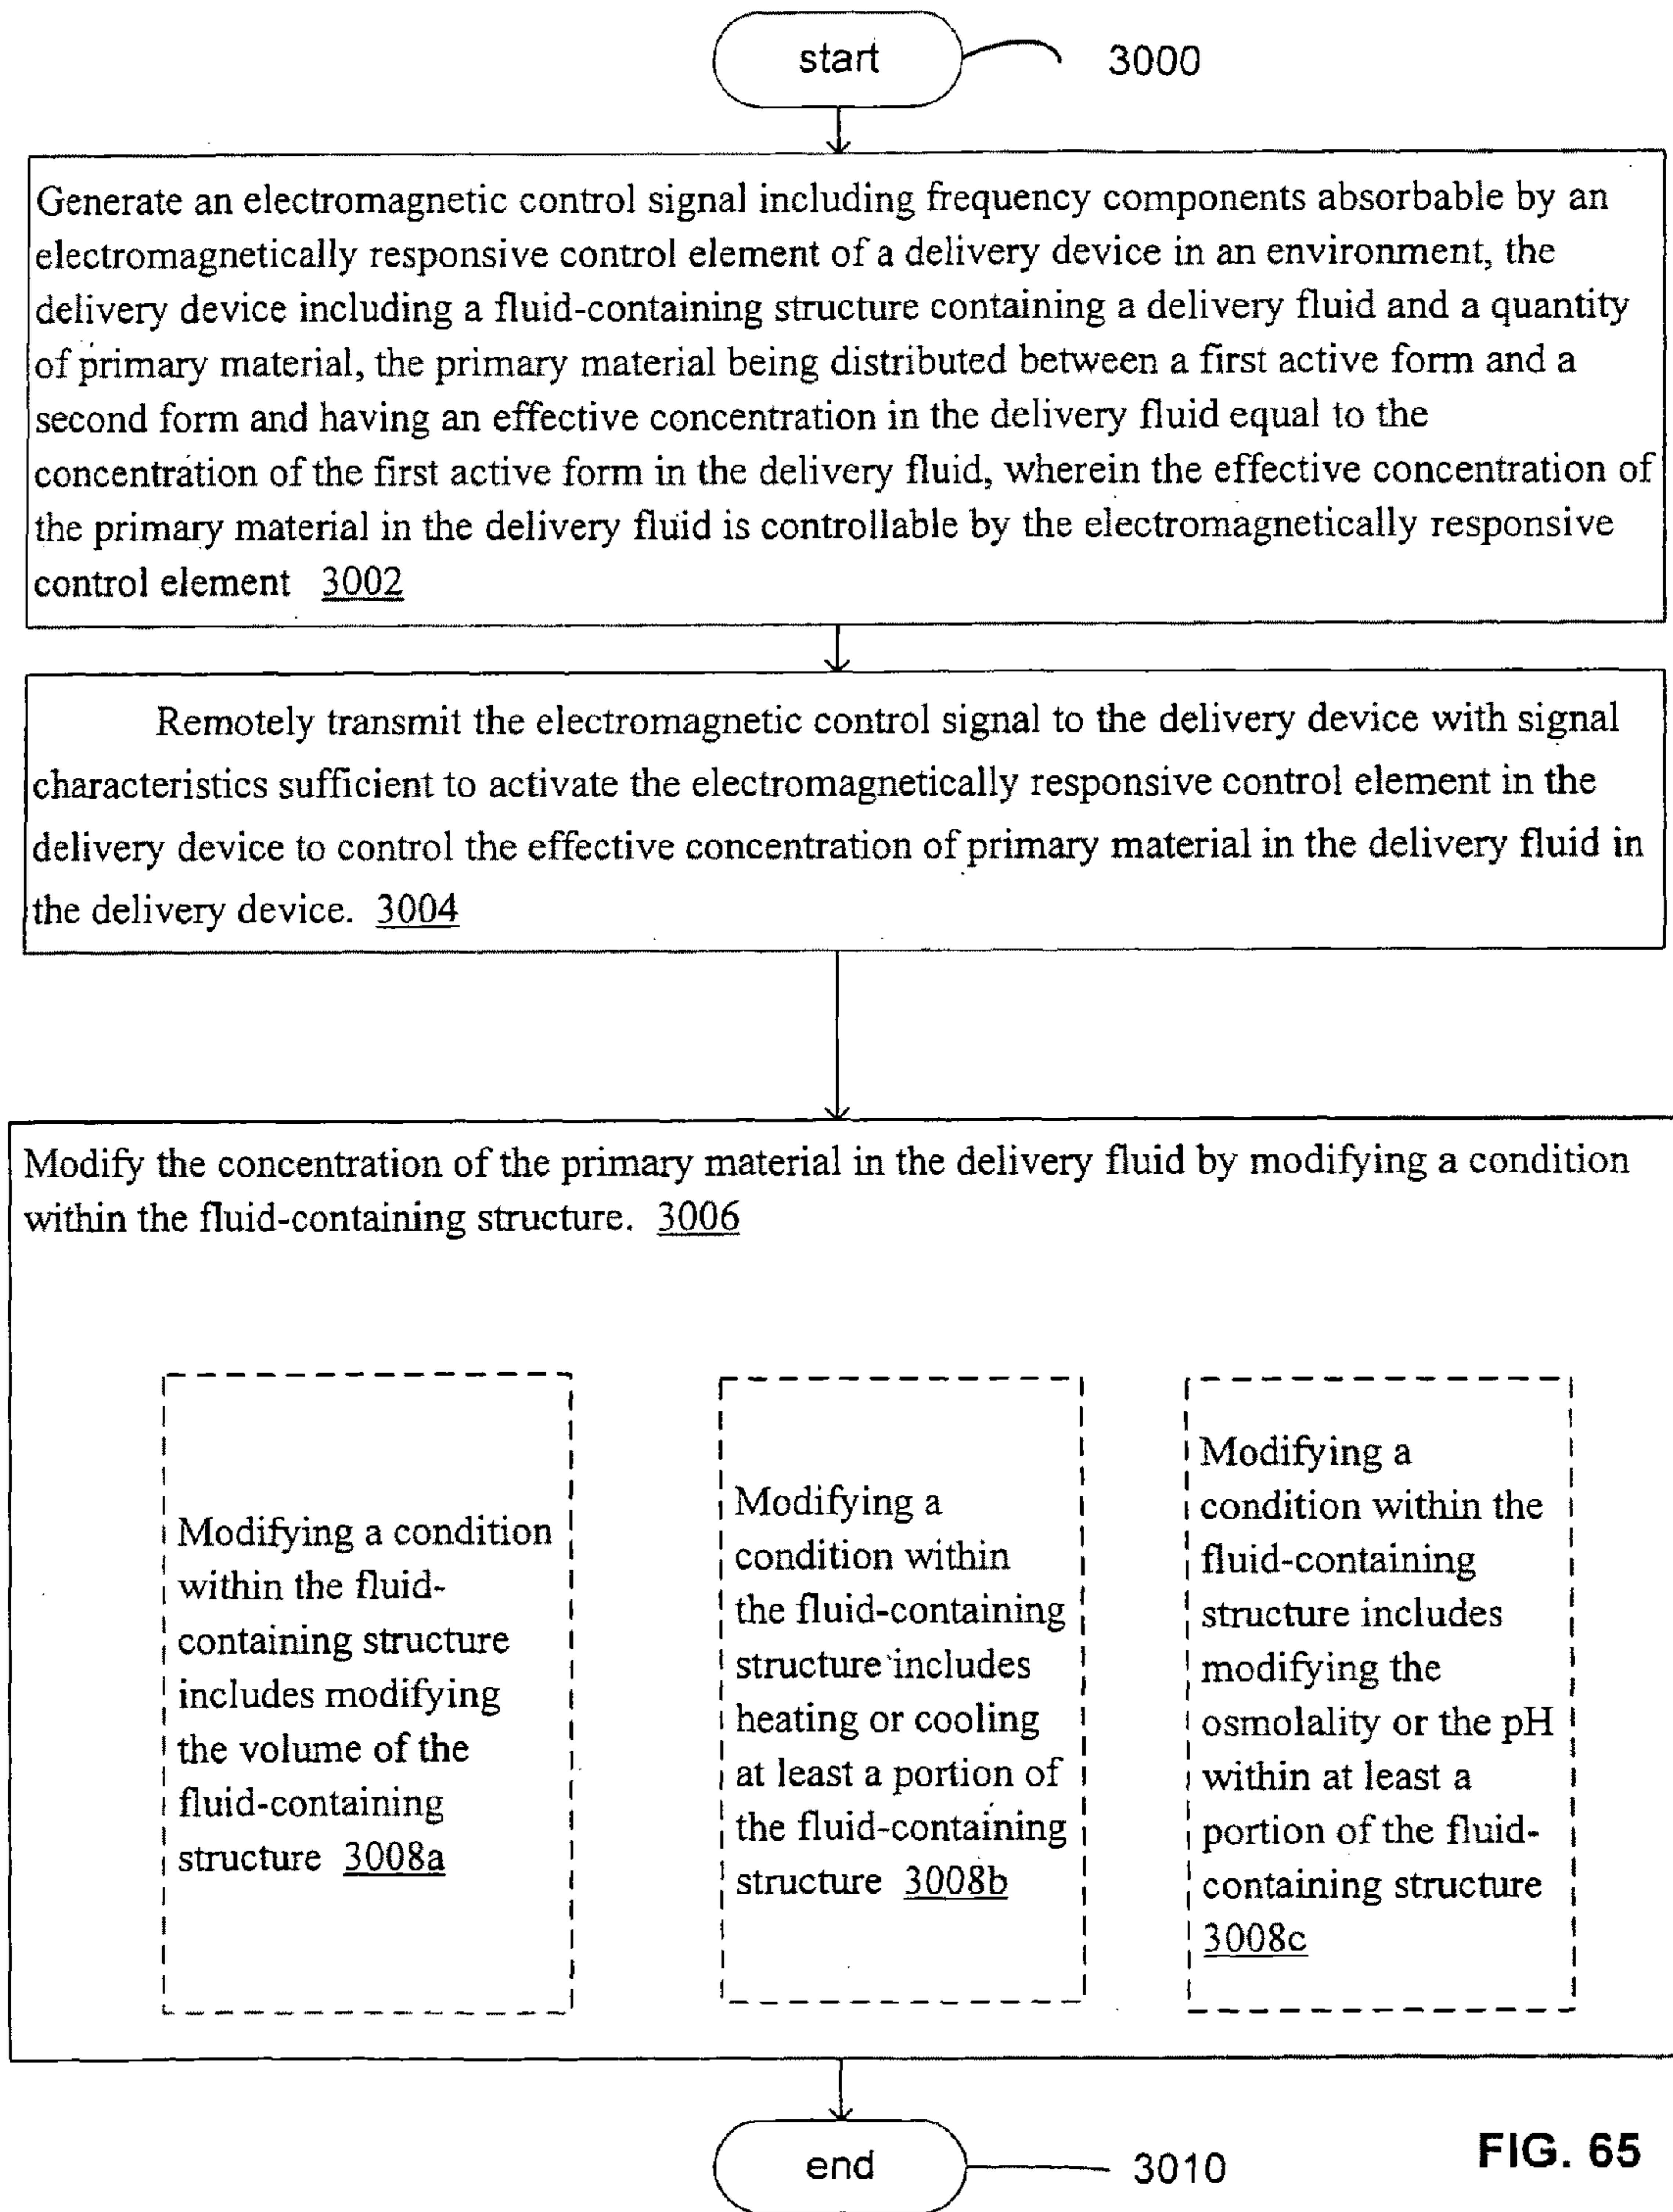 start
3000
Generate an electromagnetic control signal including frequency components absorbable by an
electromagnetically responsive control element of a delivery device in an environment, the
delivery device including a fluid-containing structure containing a delivery fluid and a quantity
of primary material, the primary material being distributed between a first active form and a
second form and having an effective concentration in the delivery fluid equal to the
concentration of the first active form in the delivery fluid, wherein the effective concentration of
the primary material in the delivery fluid is controllable by the electromagnetically responsive
control element 3002
Remotely transmit the electromagnetic control signal to the delivery device with signal
characteristics sufficient to activate the electromagnetically responsive control element in the
delivery device to control the effective concentration of primary material in the delivery fluid in
the delivery device. 3004
Modify the concentration of the primary material in the delivery fluid by modifying a condition
within the fluid-containing structure. 3006
Modifying a condition
within the fluid-
containing structure
includes modifying
the volume of the
fluid-containing
structure 3008a
Modifying a
condition within
the fluid-containing
structure includes
heating or cooling
at least a portion of
the fluid-containing
structure 3008b
Modifying a
condition within the
fluid-containing
structure includes
modifying the
osmolality or the pH
within at least a
portion of the fluid-
containing structure
3008c
end
3010
FIG. 65